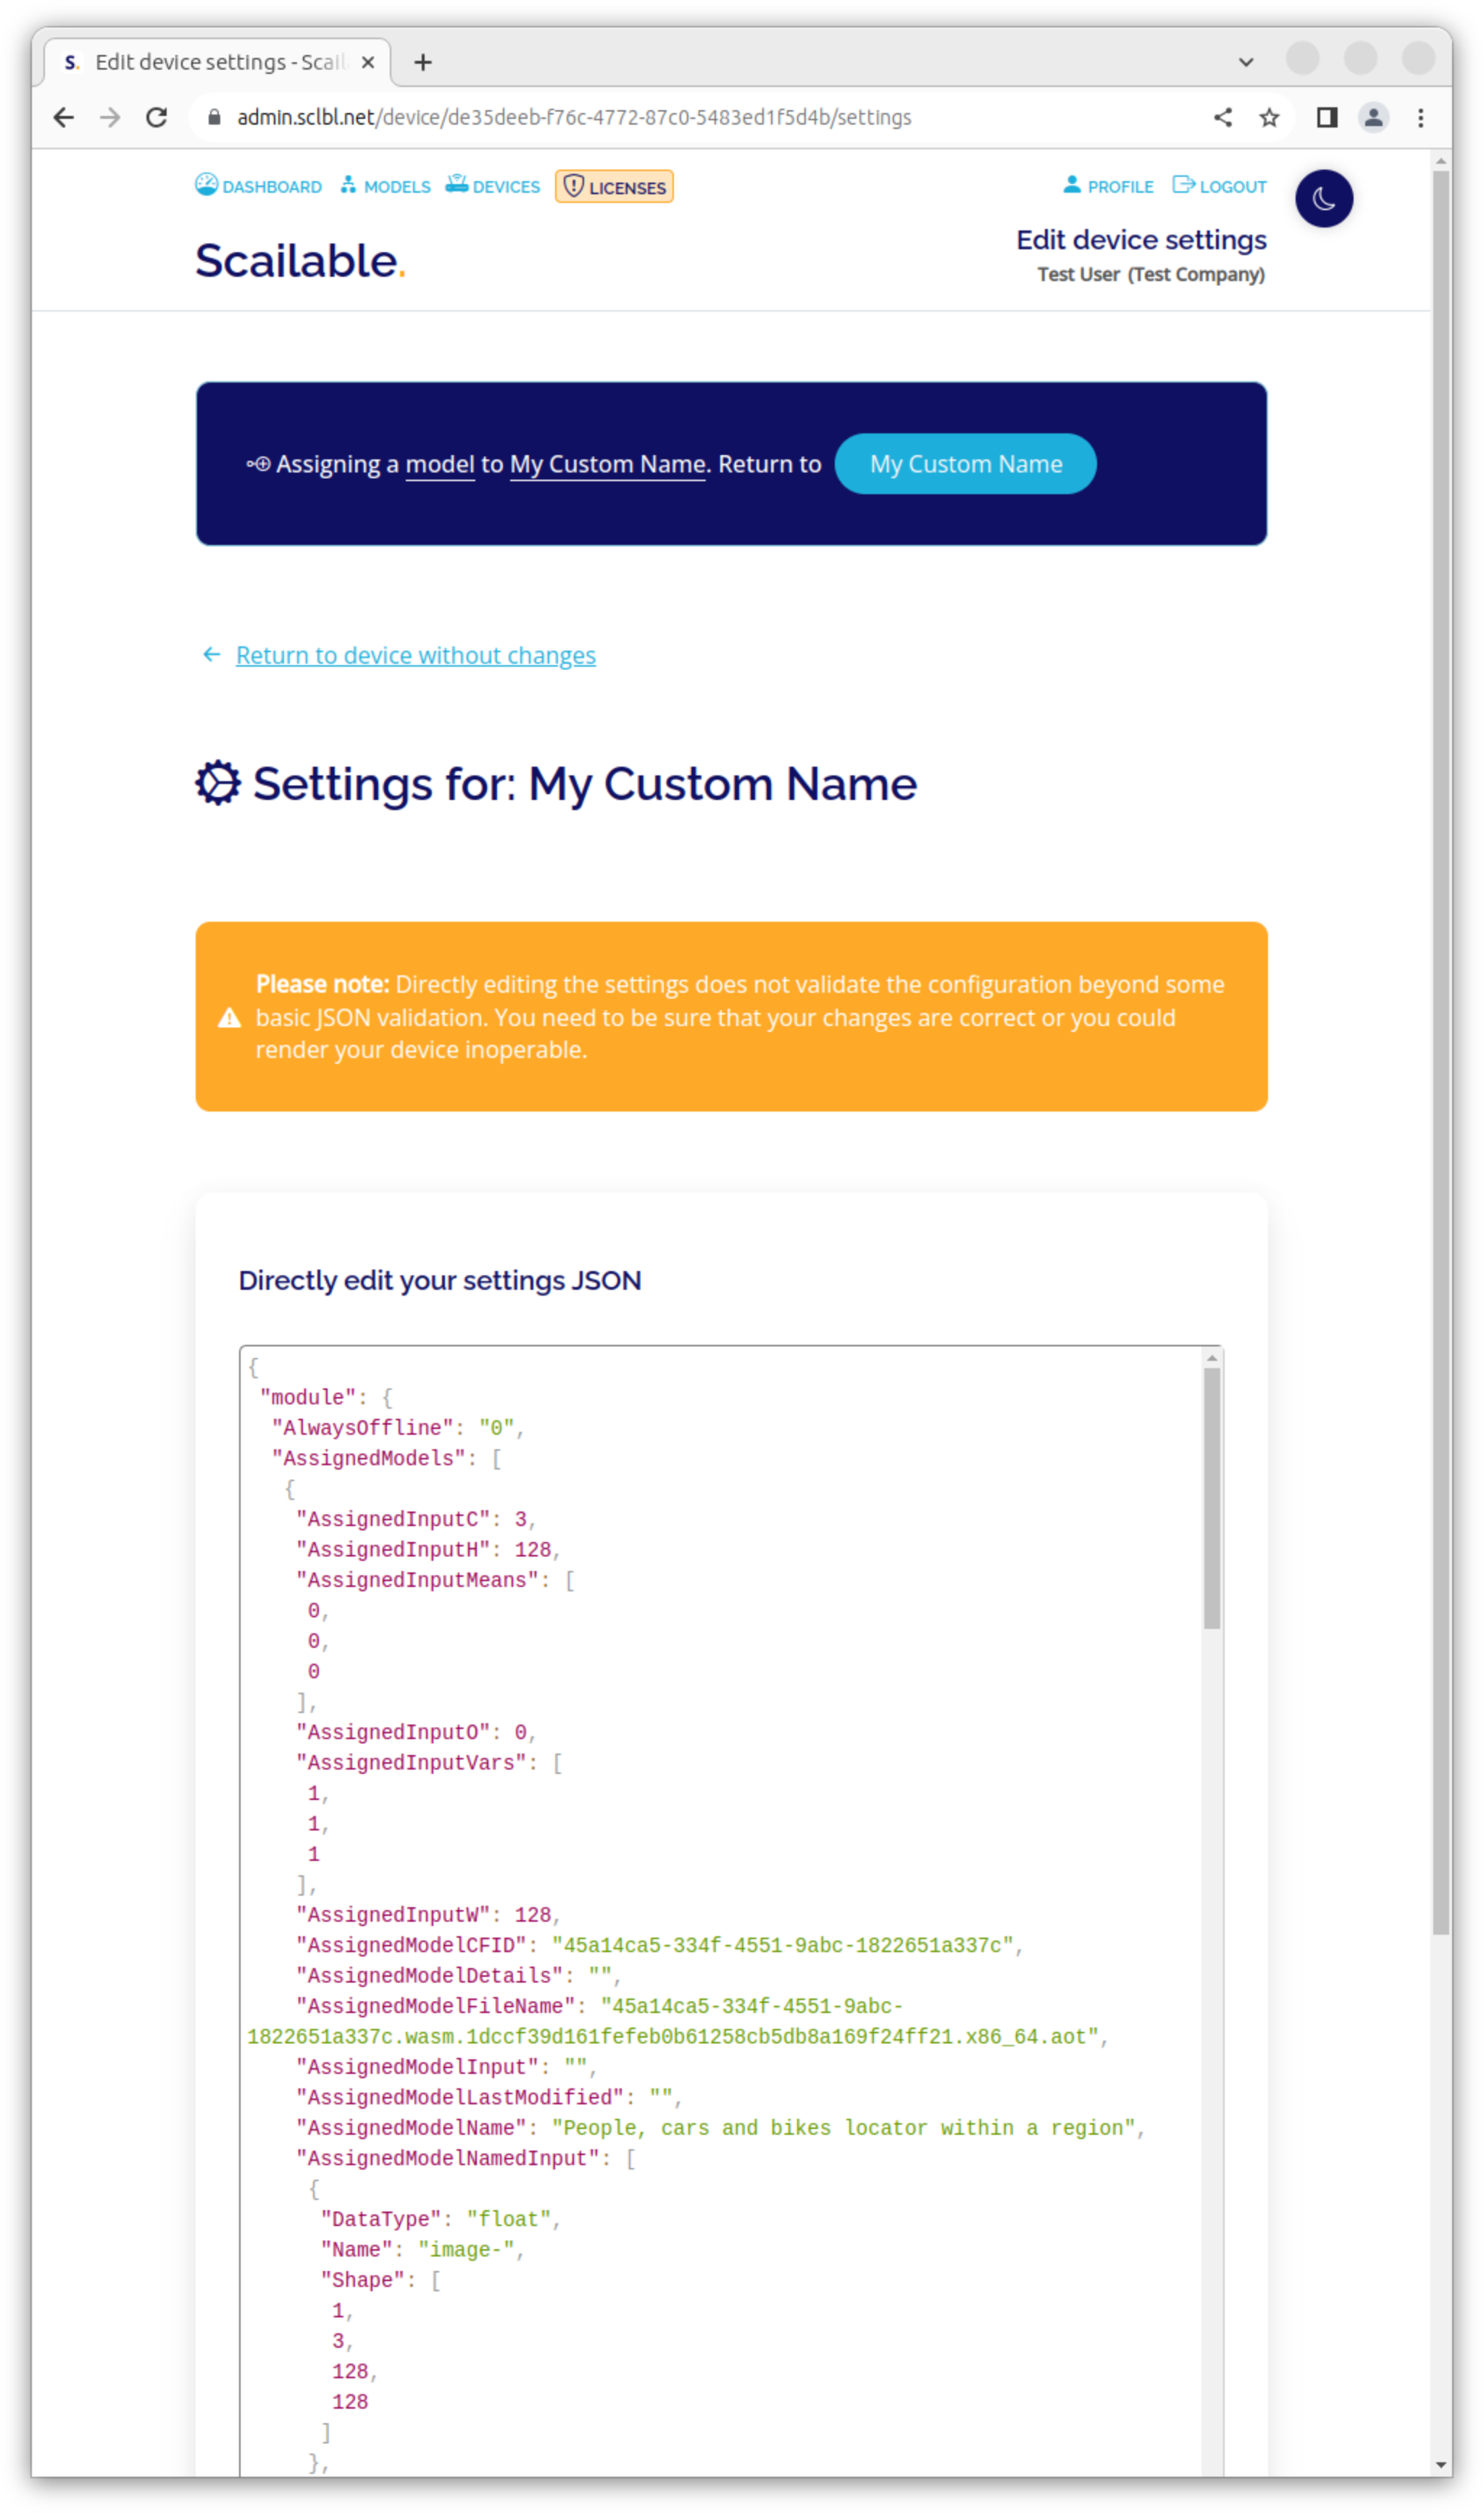 S. Edit device settings - Scail
admin.sclbl.net/device/de35deeb-f76c-4772-87c0-5483ed1f5d4b/settings
DASHBOARD MODELS DEVICES LICENSES PROFILE LOGOUT
Scailable.
Edit device settings
Test User (Test Company)
Assigning a model to My Custom Name. Return to My Custom Name
Return to device without changes
Settings for: My Custom Name
Please note: Directly editing the settings does not validate the configuration beyond some
basic JSON validation. You need to be sure that your changes are correct or you could
render your device inoperable.
Directly edit your settings JSON
{
"module": {
"AlwaysOffline": "0",
"AssignedModels": [
{
"AssignedInputC": 3,
"AssignedInputH": 128,
"AssignedInputMeans": [
0,
0,
0
],
"AssignedInputO": 0,
"AssignedInputVars": [
1,
1,
1
],
"AssignedInputW": 128,
"AssignedModelCFID": "45a14ca5-334f-4551-9abc-1822651a337c",
"AssignedModelDetails": "",
"AssignedModelFileName": "45a14ca5-334f-4551-9abc-
1822651a337c.wasm.1dccf39d161fefeb0b61258cb5db8a169f24ff21.x86_64.aot",
"AssignedModelInput": "",
"AssignedModelLastModified": "",
"AssignedModelName": "People, cars and bikes locator within a region",
"AssignedModelNamedInput": [
{
"DataType": "float",
"Name": "image-",
"Shape": [
1,
3,
128,
128
]
},